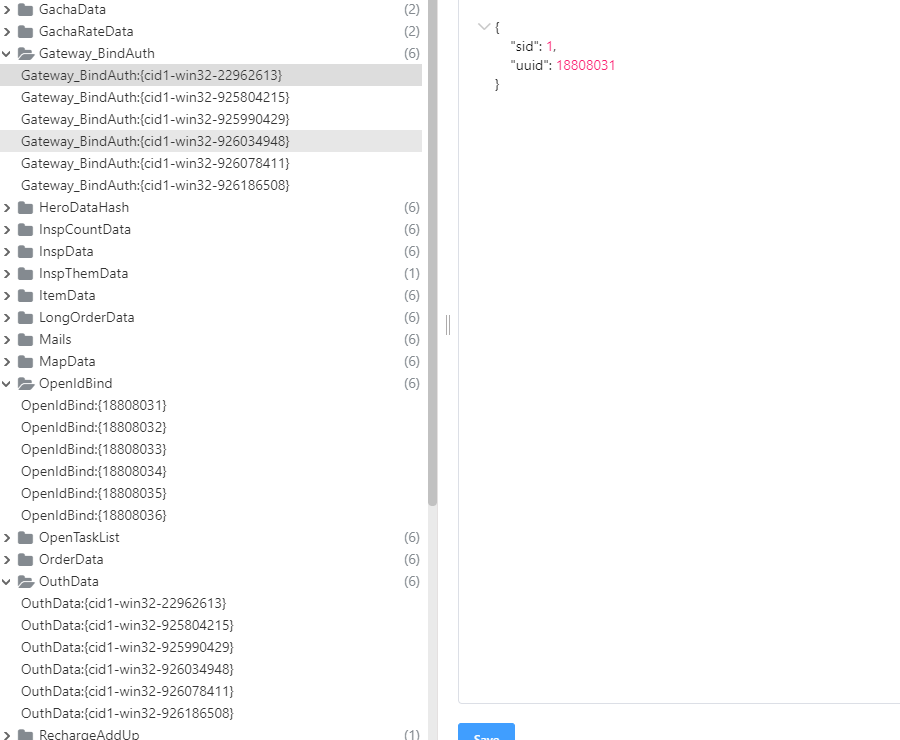 GachaData (2)
GachaRateData (2)
Gateway_BindAuth (6)
Gateway_BindAuth:{cid1-win32-22962613}
Gateway_BindAuth:{cid1-win32-925804215}
Gateway_BindAuth:{cid1-win32-925990429}
Gateway_BindAuth:{cid1-win32-926034948}
Gateway_BindAuth:{cid1-win32-926078411}
Gateway_BindAuth:{cid1-win32-926186508}
HeroDataHash (6)
InspCountData (6)
InspData (6)
InspThemData (1)
ItemData (6)
LongOrderData (6)
Mails (6)
MapData (6)
OpenIdBind (6)
OpenIdBind:{18808031}
OpenIdBind:{18808032}
OpenIdBind:{18808033}
OpenIdBind:{18808034}
OpenIdBind:{18808035}
OpenIdBind:{18808036}
OpenTaskList (6)
OrderData (6)
OuthData (6)
OuthData:{cid1-win32-22962613}
OuthData:{cid1-win32-925804215}
OuthData:{cid1-win32-925990429}
OuthData:{cid1-win32-926034948}
OuthData:{cid1-win32-926078411}
OuthData:{cid1-win32-926186508}
RechargeAddUp (1)
{
"sid": 1,
"uuid": 18808031
}
Save